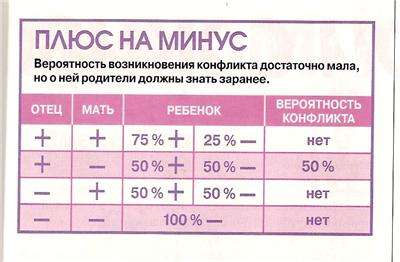 ПЛЮС НА МИНУС
Вероятность возникновения конфликта достаточно мала,
но о ней родители должны знать заранее.
ОТЕЦ МАТЬ РЕБЕНОК ВЕРОЯТНОСТЬ КОНФЛИКТА
+ + 75 % + 25 % — нет
+ — 50 % + 50 % — 50 %
— + 50 % + 50 % — нет
— — 100 % — нет